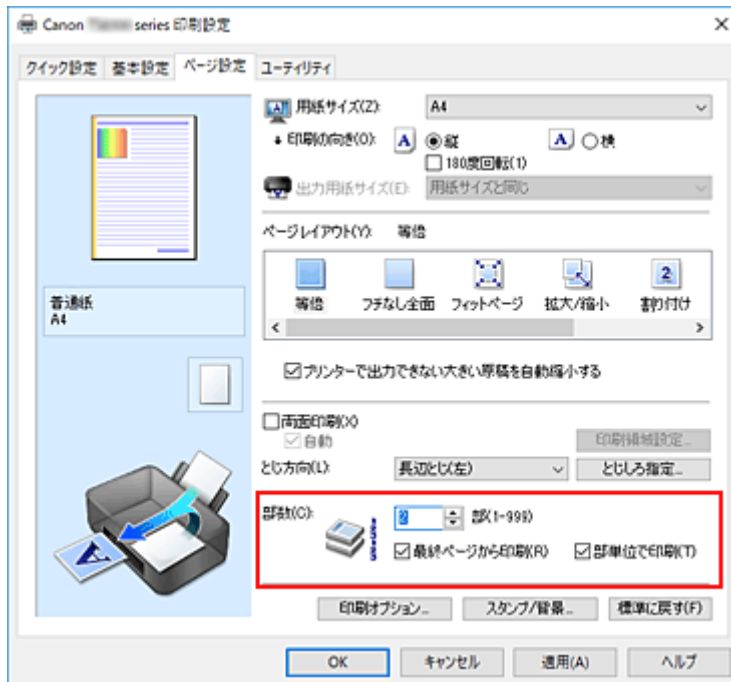 Canon series 印刷設定
クイック設定 基本設定 ページ設定 ユーティリティ
用紙サイズ(Z): A4
印刷の向き(O): A 縦 A 横
180度回転(1)
出力用紙サイズ(E): 用紙サイズと同じ
ページレイアウト(Y): 等倍
等倍 フチなし全面 フィットページ 拡大/縮小 割り付け
普通紙
A4
プリンターで出力できない大きい原稿を自動縮小する
両面印刷(X)
自動 印刷領域設定...
とじ方向(L): 長辺とじ(左) とじしろ指定...
部数(C): 部(1-999)
最終ページから印刷(R) 部単位で印刷(T)
印刷オプション... スタンプ/背景... 標準に戻す(F)
OK キャンセル 適用(A) ヘルプ